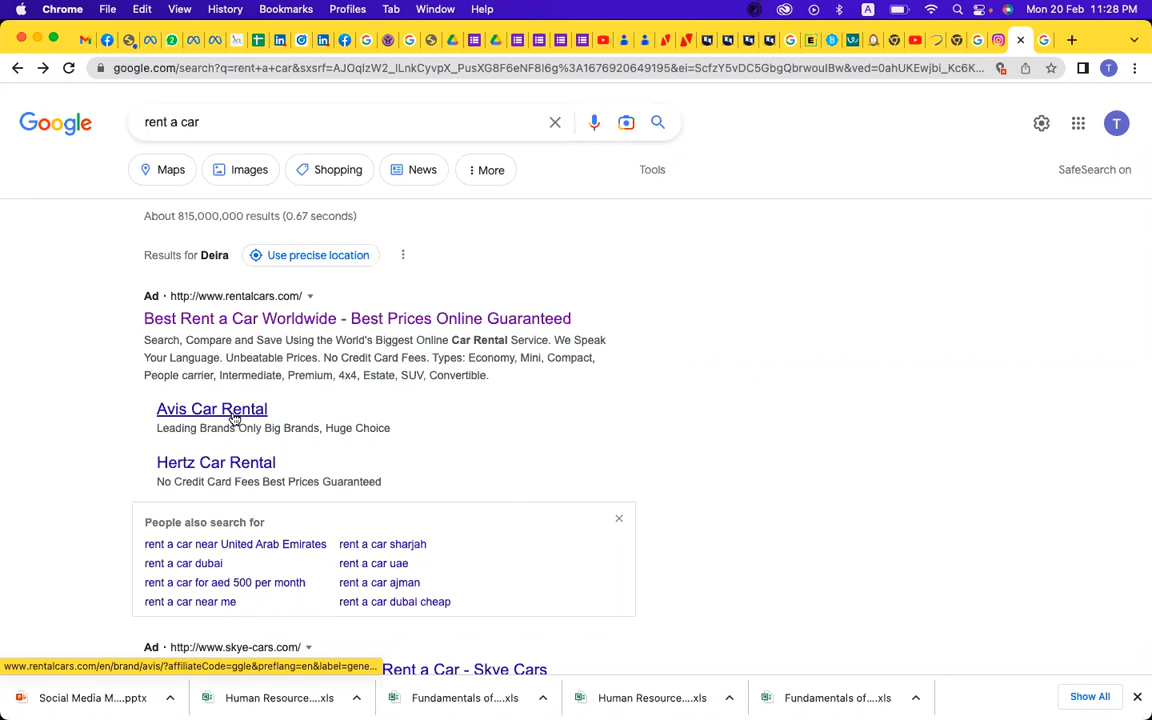 Chrome File Edit View History Bookmarks Profiles Tab Window Help A Mon 20 Feb 11:28 PM
google.com/search?q=rent+a+car&sxsrf=AJOqlzW2_lLnkCyvpX_PusXG8F6eNF8I6g%3A1676920649195&ei=ScfzY5vDC5GbgQbrwouIBw&ved=0ahUKEwjbi_Kc6K... T
Google rent a car T
Maps Images Shopping News More Tools SafeSearch on
About 815,000,000 results (0.67 seconds)
Results for Deira Use precise location
Ad · http://www.rentalcars.com/
Best Rent a Car Worldwide - Best Prices Online Guaranteed
Search, Compare and Save Using the World's Biggest Online Car Rental Service. We Speak
Your Language. Unbeatable Prices. No Credit Card Fees. Types: Economy, Mini, Compact,
People carrier, Intermediate, Premium, 4x4, Estate, SUV, Convertible.
Avis Car Rental
Leading Brands Only Big Brands, Huge Choice
Hertz Car Rental
No Credit Card Fees Best Prices Guaranteed
People also search for
rent a car near United Arab Emirates rent a car sharjah
rent a car dubai rent a car uae
rent a car for aed 500 per month rent a car ajman
rent a car near me rent a car dubai cheap
Ad · http://www.skye-cars.com/
www.rentalcars.com/en/brand/avis/?affiliateCode=ggle&preflang=en&label=gene... Rent a Car - Skye Cars
Social Media M....pptx Human Resource....xls Fundamentals of....xls Human Resource....xls Fundamentals of....xls Show All